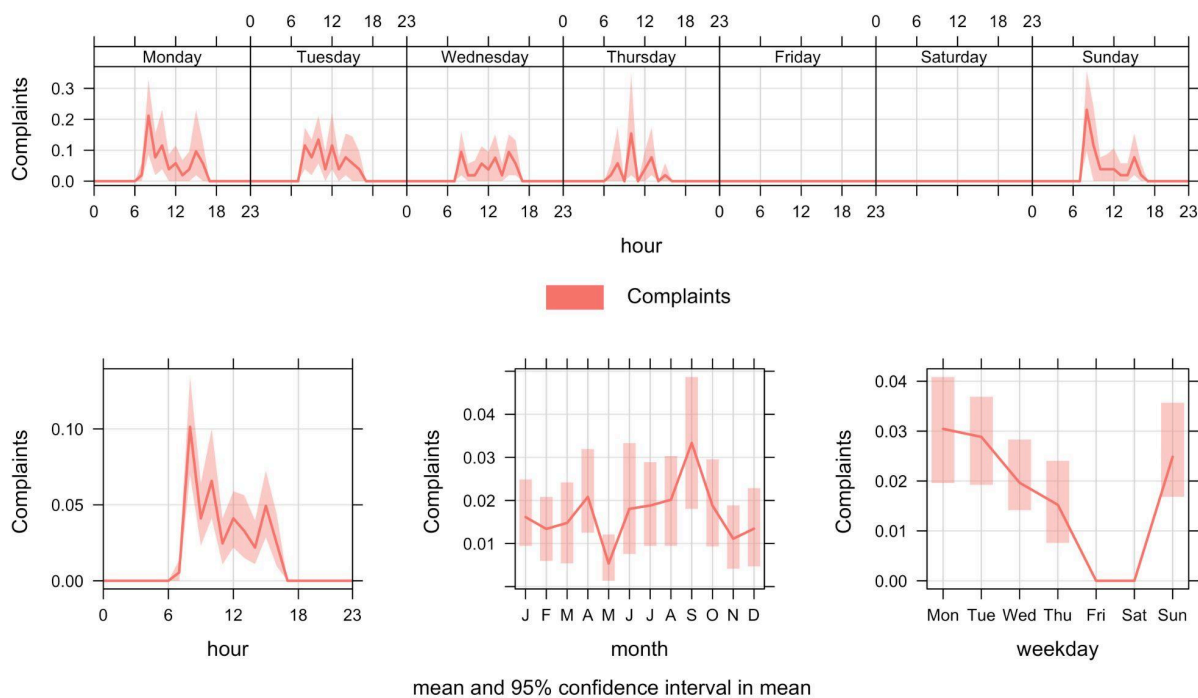 0 6 12 18 23 0 6 12 18 23 0 6 12 18 23
Monday Tuesday Wednesday Thursday Friday Saturday Sunday
Complaints
0.3
0.2
0.1
0.0
0 6 12 18 23 0 6 12 18 23 0 6 12 18 23 0 6 12 18 23
hour
Complaints
Complaints
0.10
0.05
0.00
0 6 12 18 23
hour
Complaints
0.04
0.03
0.02
0.01
J F M A M J J A S O N D
month
Complaints
0.04
0.03
0.02
0.01
0.00
Mon Tue Wed Thu Fri Sat Sun
weekday
mean and 95% confidence interval in mean